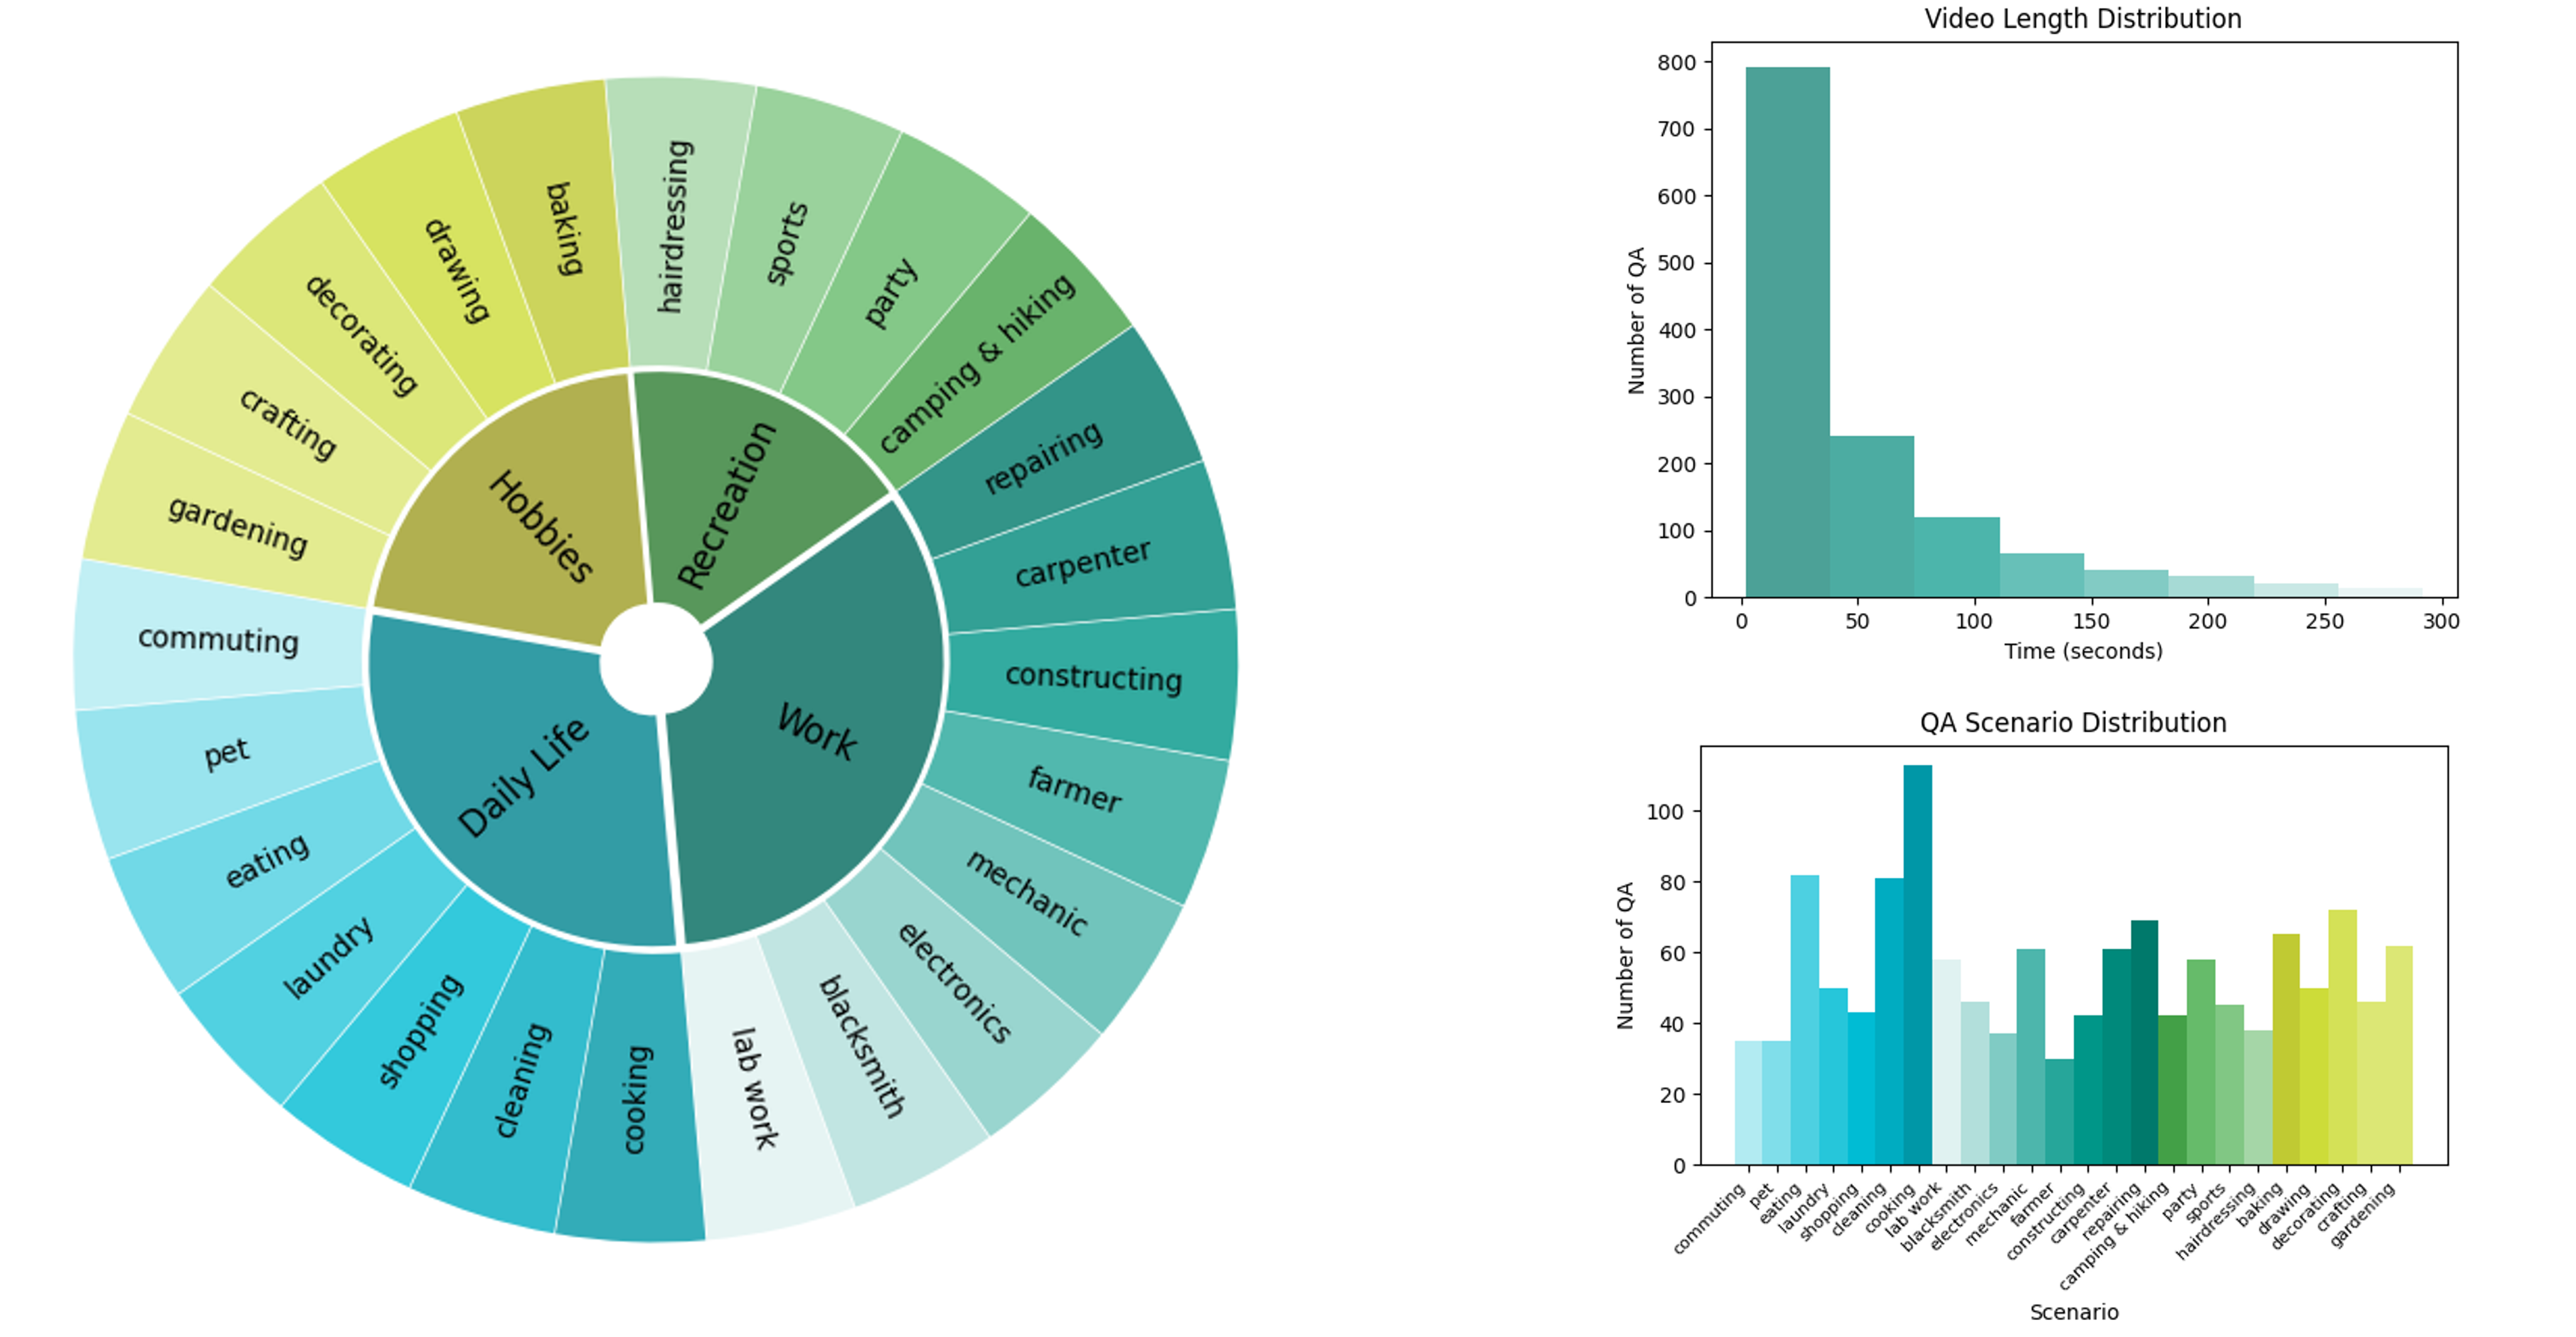 hairdressing
sports
party
camping & hiking
repairing
carpenter
constructing
farmer
mechanic
electronics
blacksmith
lab work
cooking
cleaning
shopping
laundry
eating
pet
commuting
gardening
crafting
decorating
drawing
baking
Hobbies
Recreation
Work
Daily Life
Video Length Distribution
Number of QA
800
700
600
500
400
300
200
100
0
0 50 100 150 200 250 300
Time (seconds)
QA Scenario Distribution
Number of QA
100
80
60
40
20
0
commuting
pet
eating
laundry
shopping
cleaning
cooking
lab work
blacksmith
electronics
mechanic
farmer
constructing
carpenter
repairing
camping & hiking
party
sports
hairdressing
baking
drawing
decorating
crafting
gardening
Scenario